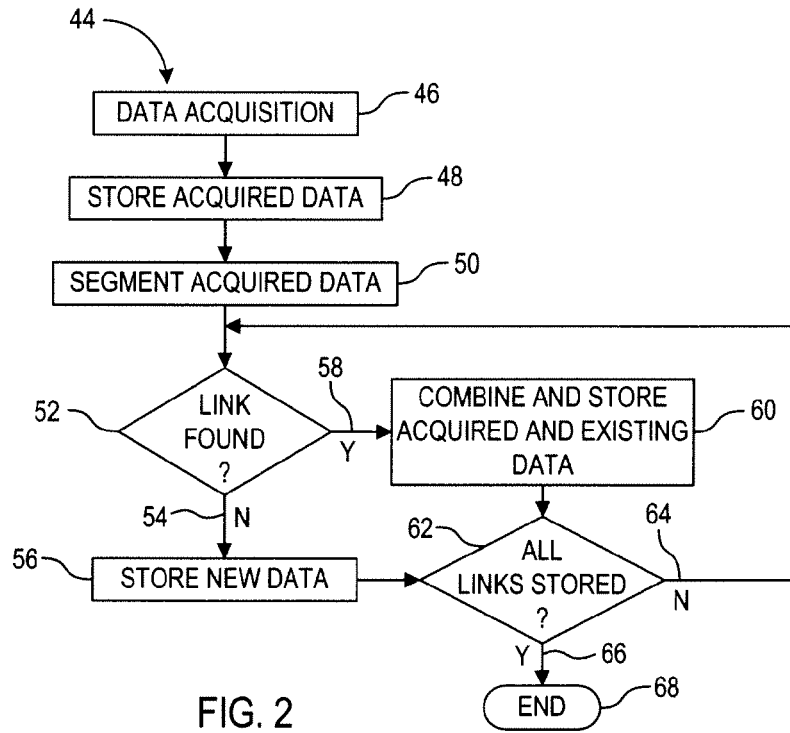 44
DATA ACQUISITION
46
STORE ACQUIRED DATA
48
SEGMENT ACQUIRED DATA
50
52
LINK
FOUND
?
58
Y
COMBINE AND STORE
ACQUIRED AND EXISTING
DATA
60
54
N
56
STORE NEW DATA
62
ALL
LINKS STORED
?
64
N
Y
66
END
68
FIG. 2